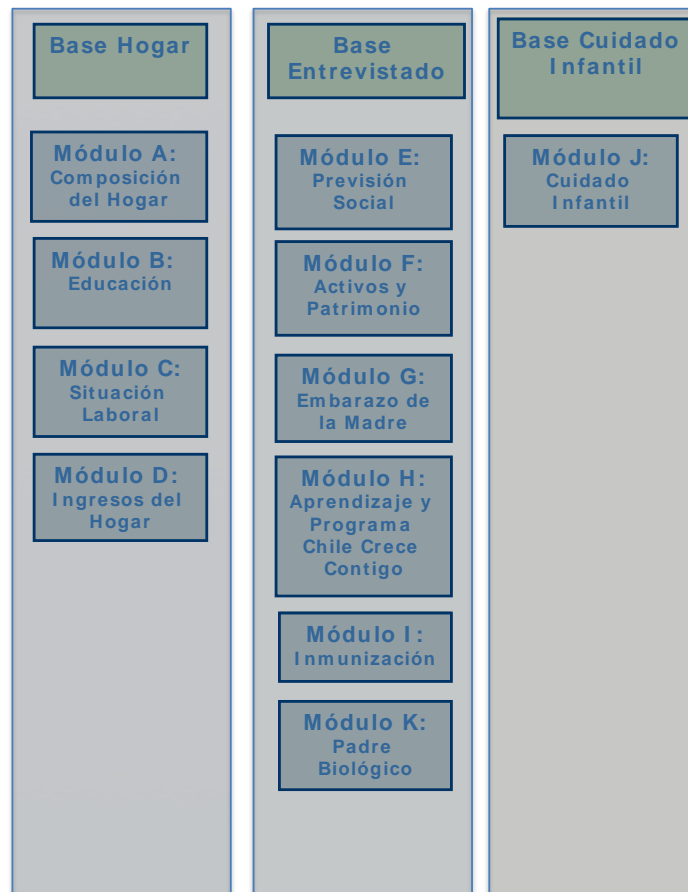 Base Hogar
Módulo A:
Composición
del Hogar
Módulo B:
Educación
Módulo C:
Situación
Laboral
Módulo D:
Ingresos del
Hogar
Base
Entrevistado
Módulo E:
Previsión
Social
Módulo F:
Activos y
Patrimonio
Módulo G:
Embarazo de
la Madre
Módulo H:
Aprendizaje y
Programa
Chile Crece
Contigo
Módulo I:
Inmunización
Módulo K:
Padre
Biológico
Base Cuidado
Infantil
Módulo J:
Cuidado
Infantil